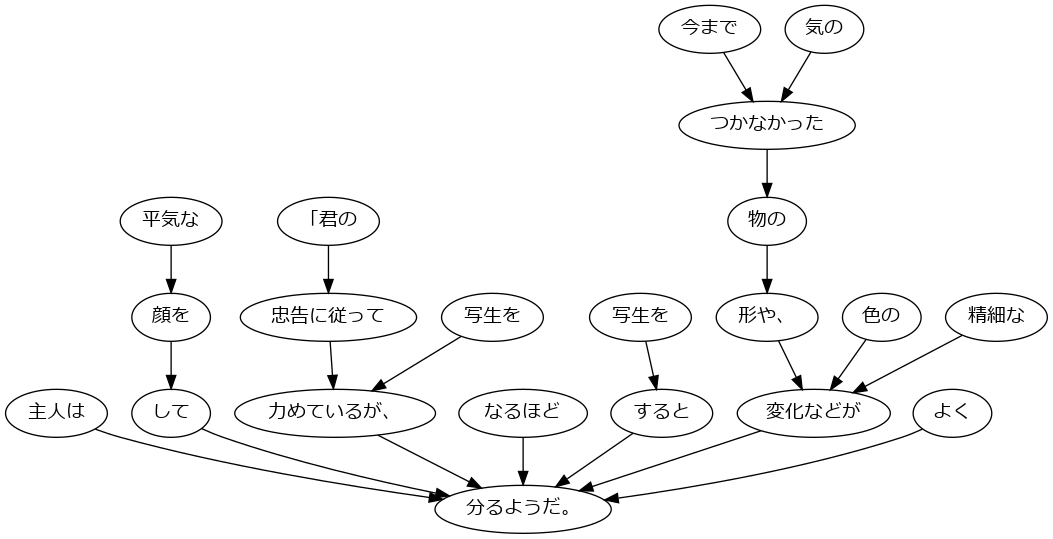 今まで 気の
つかなかった
平気な 「君の 物の
顔を 忠告に従って 写生を 写生を 形や、 色の 精細な
主人は して 力めているが、 なるほど すると 変化などが よく
分るようだ。